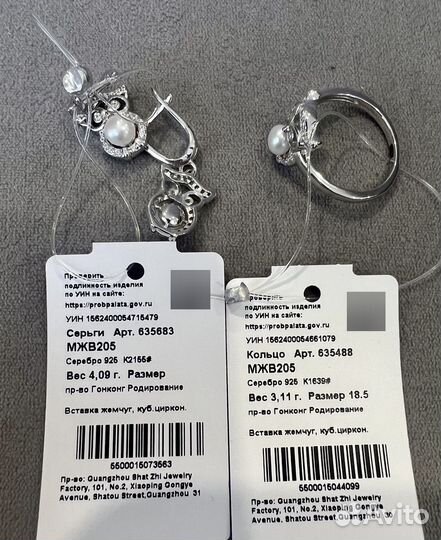 Проверить
подлинность изделия
по УИН на сайте:
https://probpalata.gov.ru
УИН 1562400054715479
Серьги Арт. 635683
МЖВ205
Серебро 925 К2155#
Вес 4,09 г. Размер
пр-во Гонконг Родирование
Вставка жемчуг, куб.циркон.
5500015073563
Пр-во: Guangzhou Shat Zhi Jewelry
Factory, 101, No.2, Xiaoping Gongye
Avenue, Shatou Street,Guangzhou 31
Проверить
подлинность изделия
по УИН на сайте:
https://probpalata.gov.ru
УИН 1562400054561079
Кольцо Арт. 635488
МЖВ205
Серебро 925 К1639#
Вес 3,11 г. Размер 18.5
пр-во Гонконг Родирование
Вставка жемчуг, куб.циркон.
5500015044099
Пр-во: Guangzhou Shat Zhi Jewelry
Factory, 101, No.2, Xiaoping Gongye
Avenue, Shatou Street,Guangzhou 30
Avito